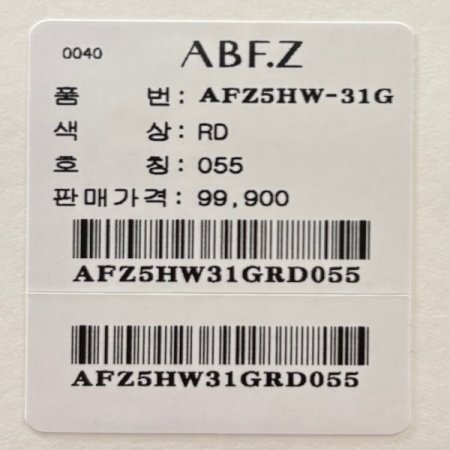 0040 ABF.Z
품 번 : AFZ5HW-31G
색 상 : RD
호 칭 : 055
판매가격 : 99,900
AFZ5HW31GRD055
AFZ5HW31GRD055